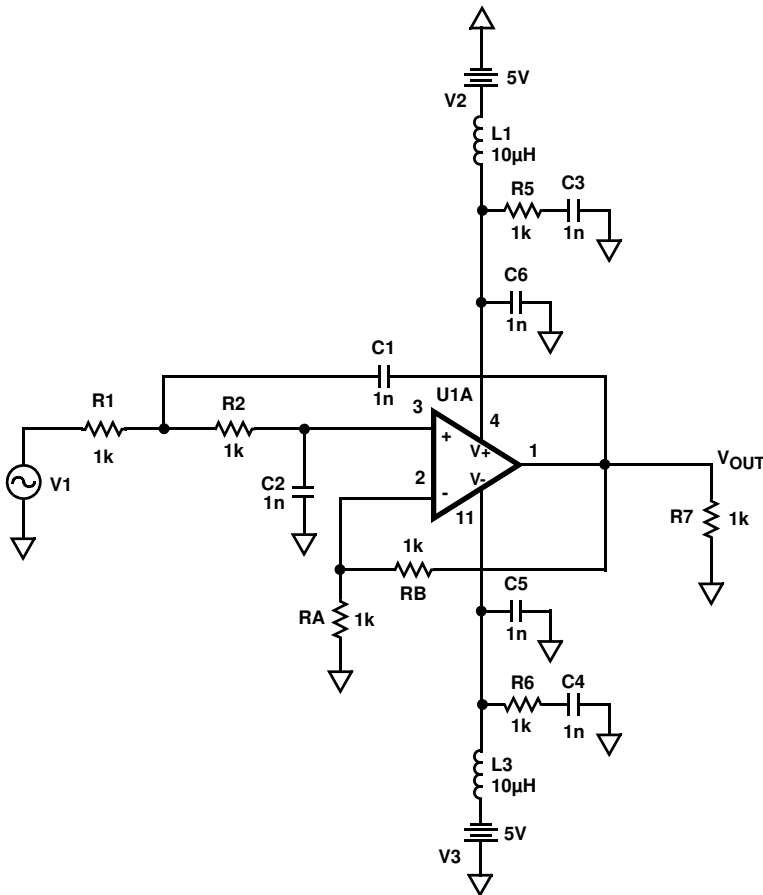 5V
V2
L1
10µH
R5
C3
1k
1n
C6
1n
C1
1n
U1A
R1
R2
3
4
+
V+
1
VOUT
1k
1k
V1
C2
1n
2
-
V-
11
R7
1k
1k
RB
C5
1n
RA
1k
R6
C4
1k
1n
L3
10µH
5V
V3